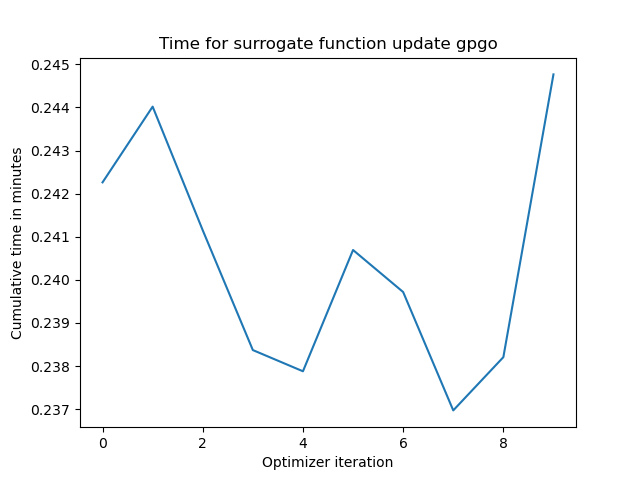 Time for surrogate function update gpgo
0.245
0.244
0.243
0.242
0.241
0.240
0.239
0.238
0.237
Cumulative time in minutes
0 2 4 6 8
Optimizer iteration